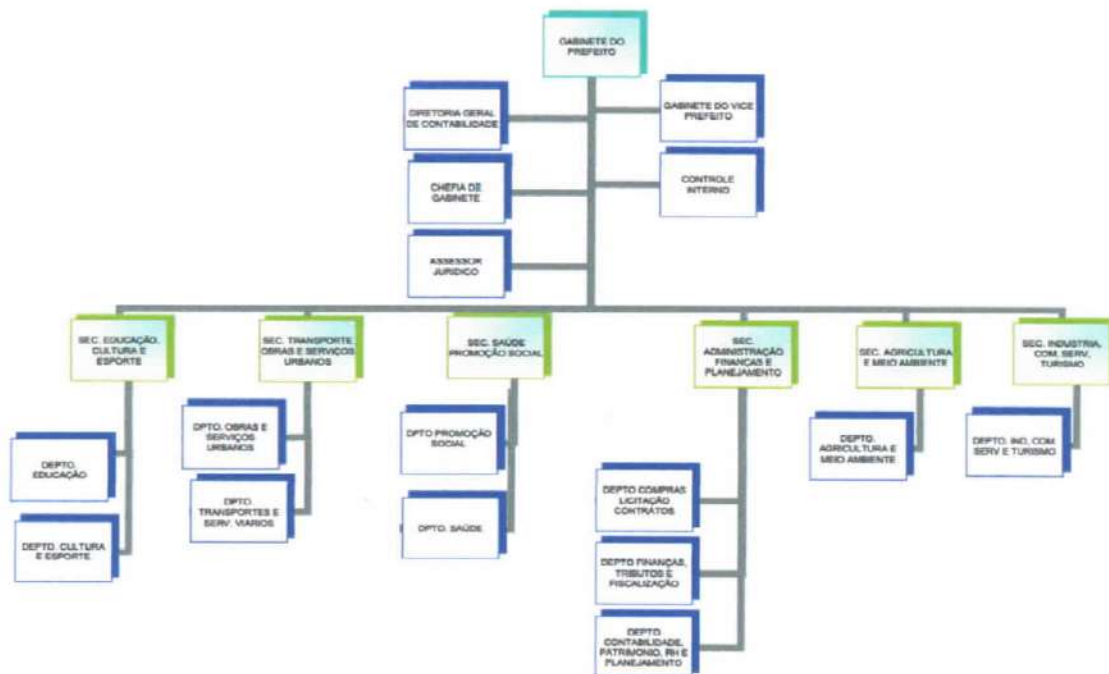 GABINETE DO
PREFEITO
DIRETORIA GERAL
DE CONTABILIDADE
GABINETE DO VICE
PREFEITO
CHEFIA DE
GABINETE
CONTROLE
INTERNO
ASSESSOR
JURIDICO
SEC. EDUCAÇÃO,
CULTURA E
ESPORTE
SEC. TRANSPORTE,
OBRAS E SERVIÇOS
URBANOS
SEC. SAÚDE
PROMOÇÃO SOCIAL
SEC.
ADMINISTRAÇÃO
FINANÇAS E
PLANEJAMENTO
SEC. AGRICULTURA
E MEIO AMBIENTE
SEC. INDUSTRIA,
COM. SERV,
TURISMO
DEPTO.
EDUCAÇÃO
DEPTO. CULTURA
E ESPORTE
DPTO. OBRAS E
SERVIÇOS
URBANOS
DPTO.
TRANSPORTES E
SERV. VIÁRIOS
DPTO PROMOÇÃO
SOCIAL
DPTO. SAÚDE
DEPTO COMPRAS
LICITAÇÃO
CONTRATOS
DEPTO FINANÇAS,
TRIBUTOS E
FISCALIZAÇÃO
DEPTO
CONTABILIDADE,
PATRIMONIO, RH E
PLANEJAMENTO
DEPTO.
AGRICULTURA E
MEIO AMBIENTE
DEPTO. IND, COM.
SERV E TURISMO